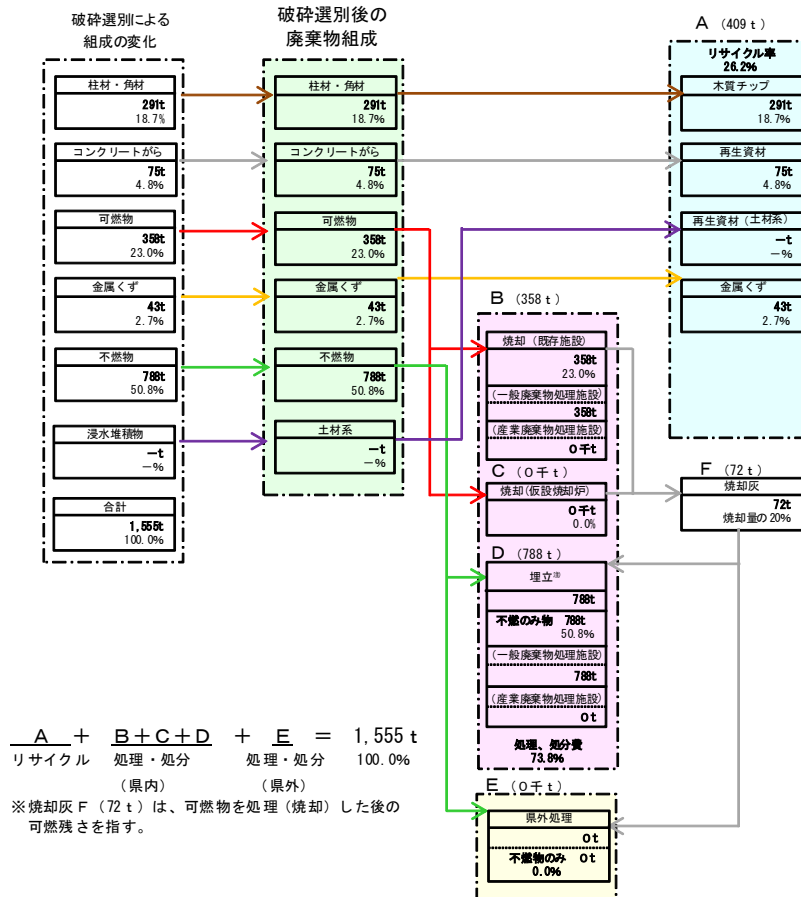 破砕選別による
組成の変化
柱材・角材
291t
18.7%
コンクリートがら
75t
4.8%
可燃物
358t
23.0%
金属くず
43t
2.7%
不燃物
788t
50.8%
浸水堆積物
−t
−%
合計
1,555t
100.0%
破砕選別後の
廃棄物組成
柱材・角材
291t
18.7%
コンクリートがら
75t
4.8%
可燃物
358t
23.0%
金属くず
43t
2.7%
不燃物
788t
50.8%
土材系
−t
−%
A (409t)
リサイクル率
26.2%
木質チップ
291t
18.7%
再生資材
75t
4.8%
再生資材(土材系)
−t
−%
金属くず
43t
2.7%
B (358t)
焼却(既存施設)
358t
23.0%
(一般廃棄物処理施設)
358t
(産業廃棄物処理施設)
0千t
C (0千t)
焼却(仮設焼却炉)
0千t
0.0%
D (788t)
埋立※
788t
不燃のみ物 788t
50.8%
(一般廃棄物処理施設)
788t
(産業廃棄物処理施設)
0t
処理、処分費
73.8%
E (0千t)
県外処理
0t
不燃物のみ 0t
0.0%
F (72t)
焼却灰
72t
焼却量の20%
A + B+C+D + E = 1,555t
リサイクル 処理・処分 処理・処分 100.0%
(県内) (県外)
※焼却灰F(72t)は、可燃物を処理(焼却)した後の
可燃残さを指す。